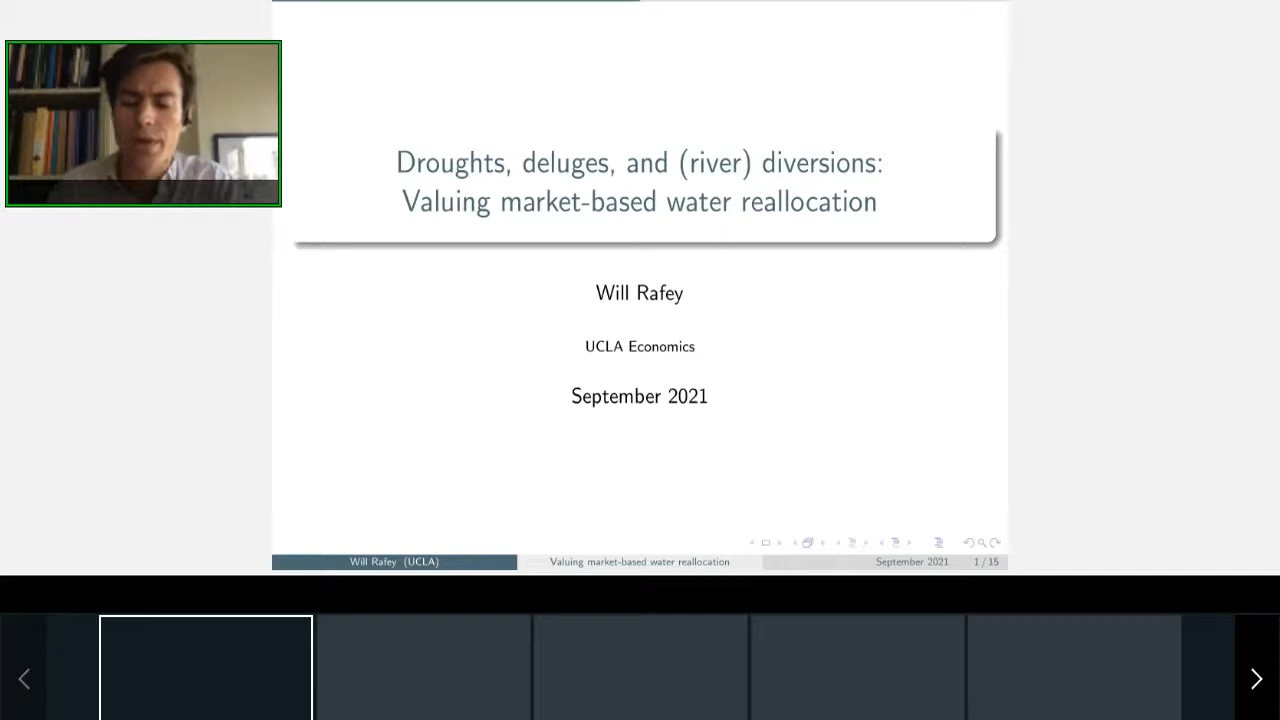 Droughts, deluges, and (river) diversions:
Valuing market-based water reallocation
Will Rafey
UCLA Economics
September 2021
Will Rafey (UCLA)
Valuing market-based water reallocation
September 2021
1 / 15